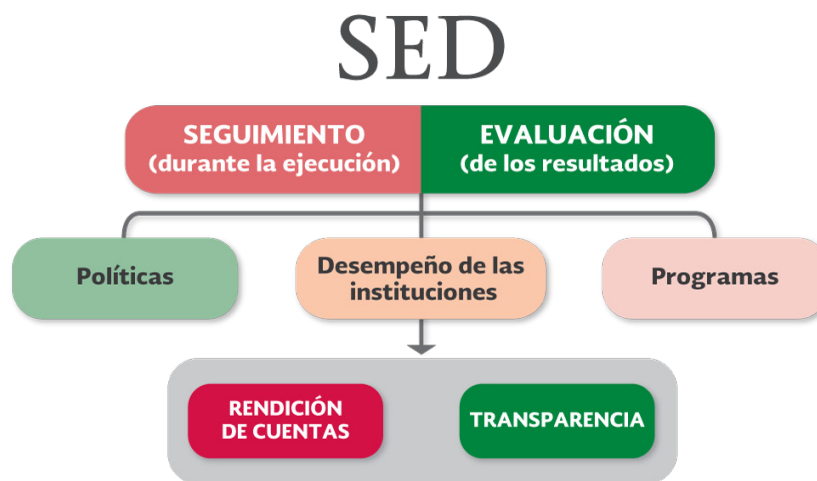 SED
SEGUIMIENTO
(durante la ejecución)
EVALUACIÓN
(de los resultados)
Políticas
Desempeño de las
instituciones
Programas
RENDICIÓN
DE CUENTAS
TRANSPARENCIA